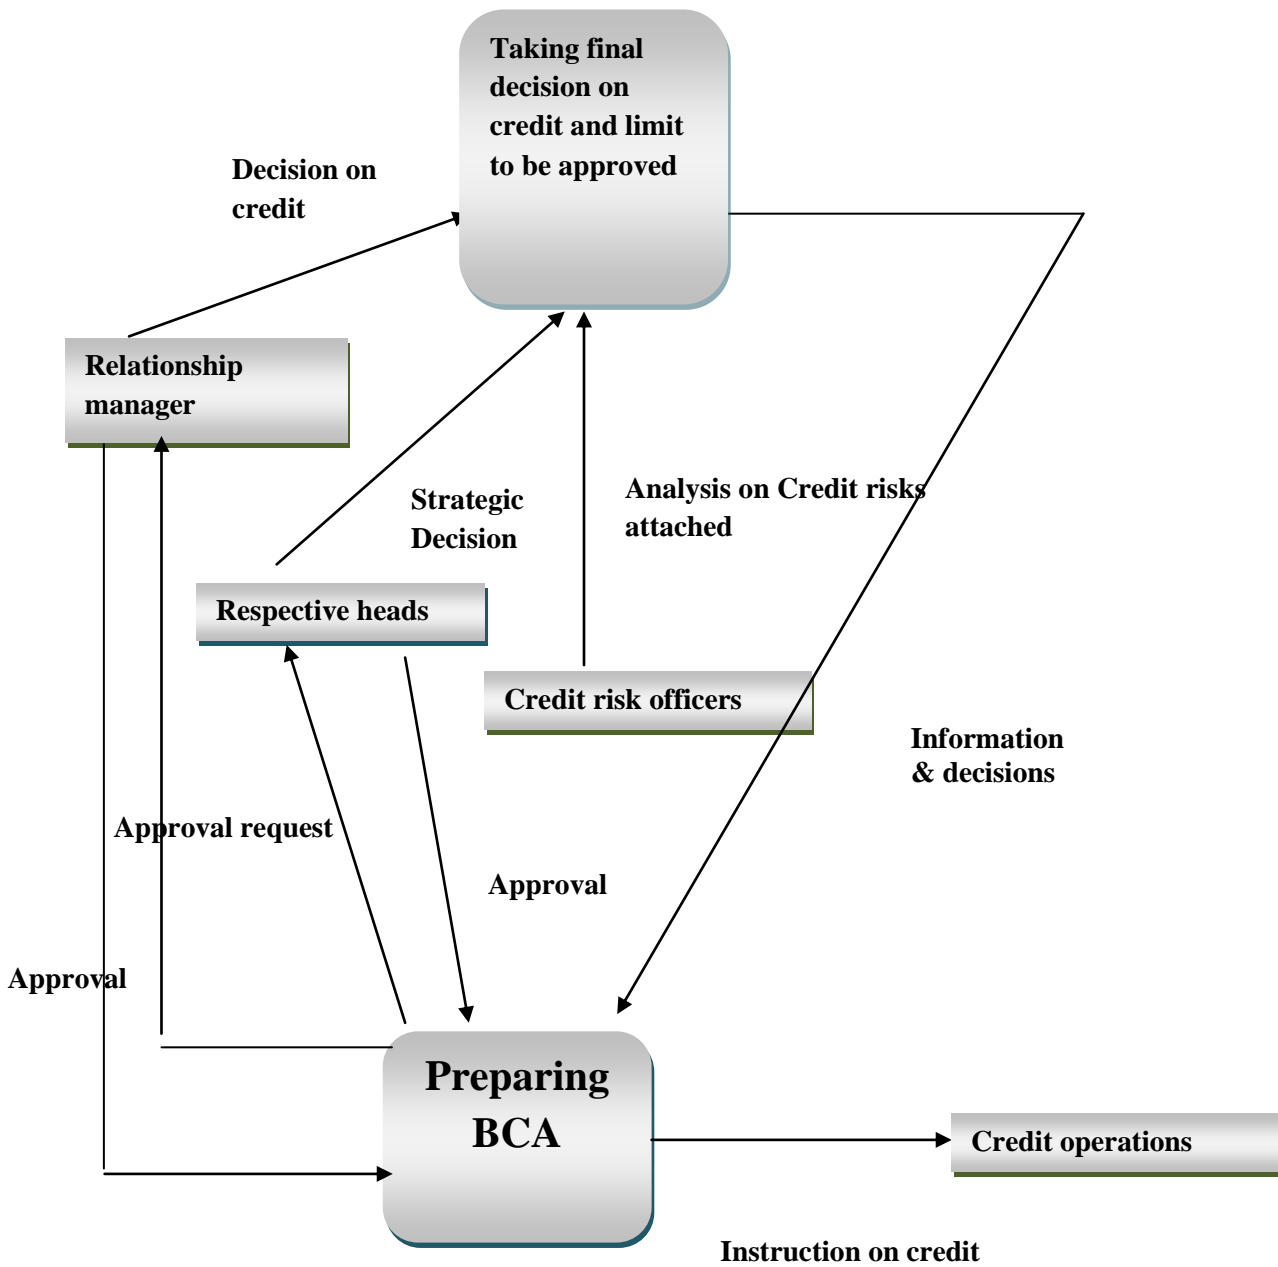 Taking final
decision on
credit and limit
to be approved
Decision on
credit
Relationship
manager
Strategic
Decision
Analysis on Credit risks
attached
Respective heads
Credit risk officers
Information
& decisions
Approval request
Approval
Approval
Preparing
BCA
Credit operations
Instruction on credit